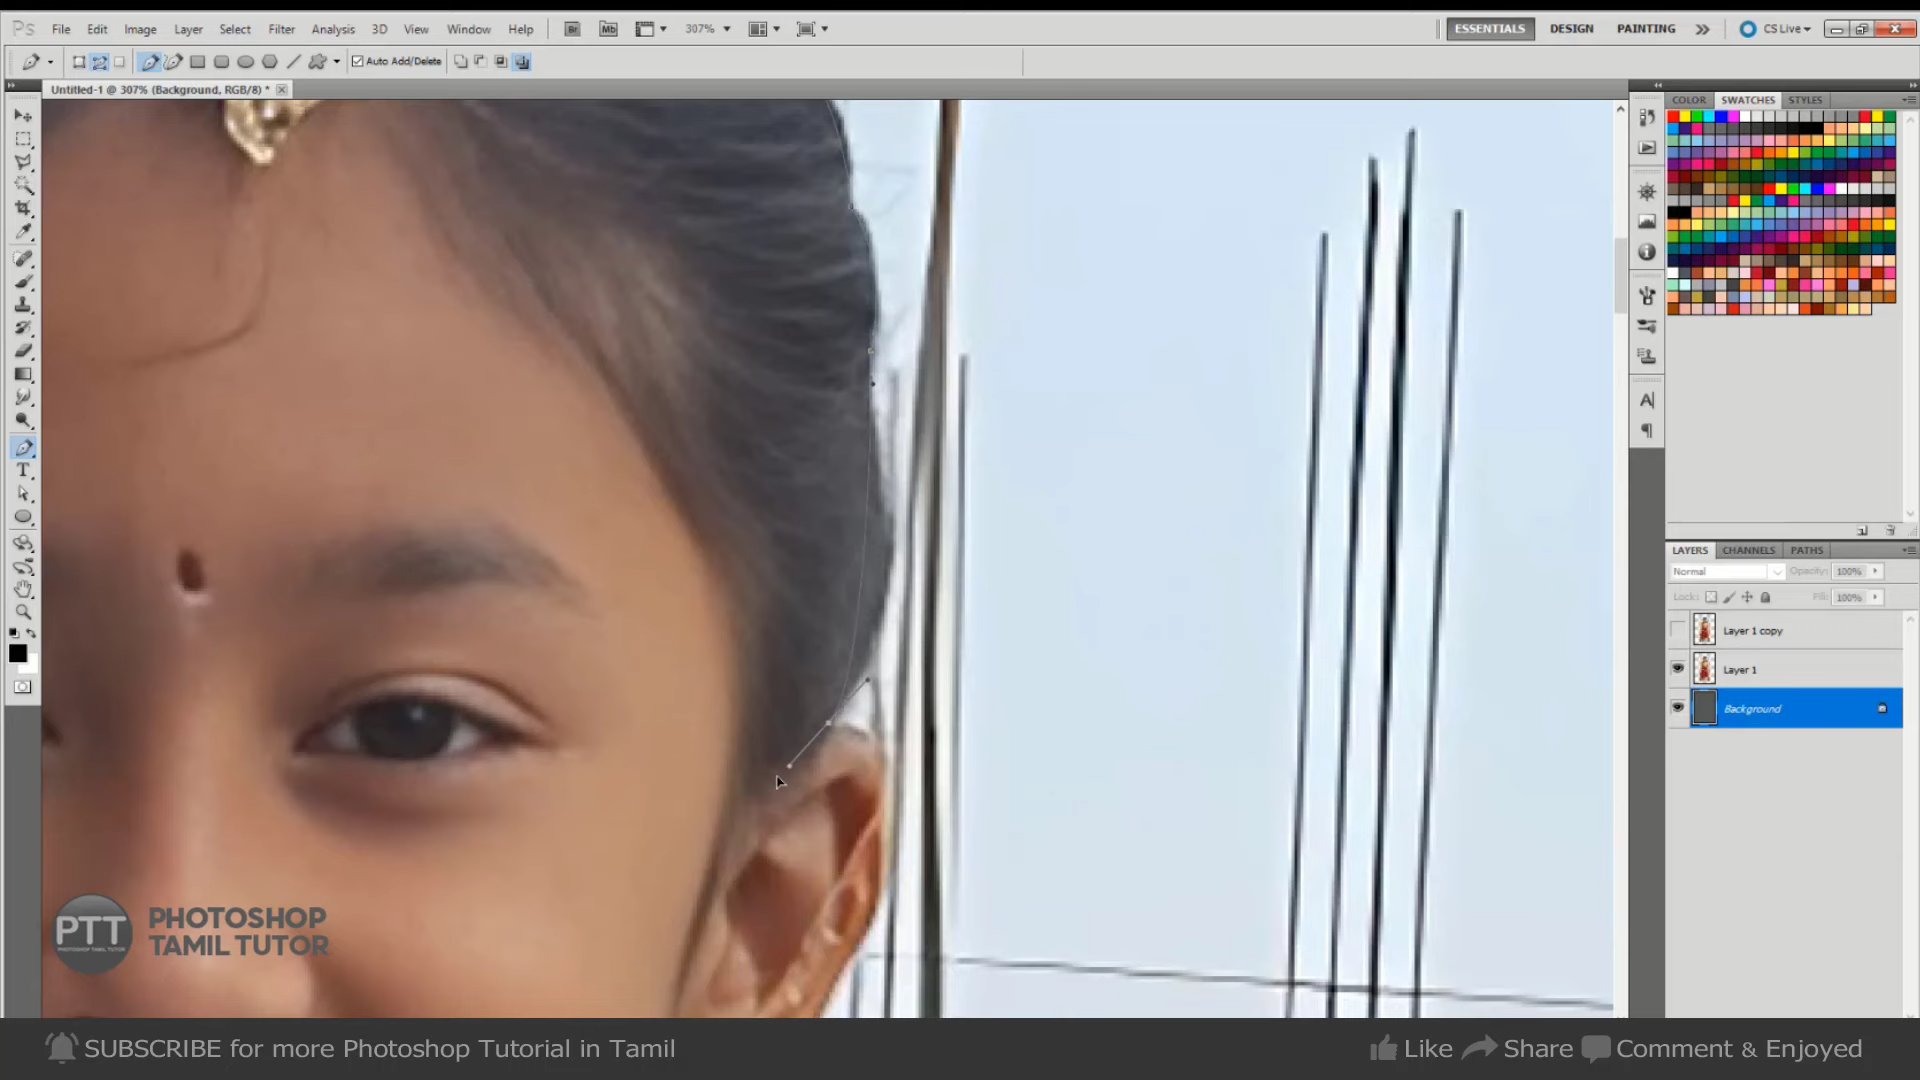 Ps File Edit Image Layer Select Filter Analysis 3D View Window Help Br Mb 307% ESSENTIALS DESIGN PAINTING CS Live
Auto Add/Delete
Untitled-1 @ 307% (Background, RGB/8) *
COLOR SWATCHES STYLES
LAYERS CHANNELS PATHS
Normal Opacity: 100%
Lock: Fill: 100%
Layer 1 copy
Layer 1
Background
PTT PHOTOSHOP
TAMIL TUTOR
SUBSCRIBE for more Photoshop Tutorial in Tamil Like Share Comment & Enjoyed